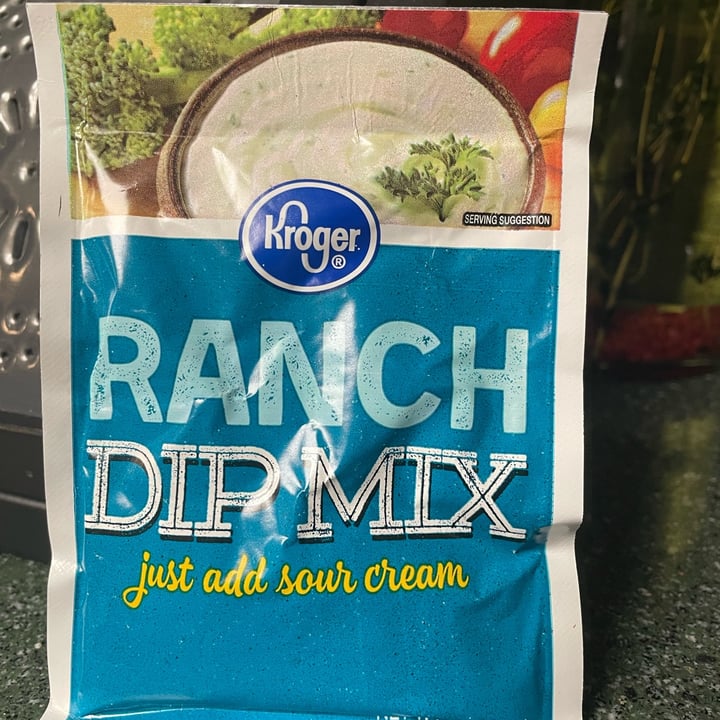 SERVING SUGGESTION
Kroger®
RANCH
DIP MIX
just add sour cream